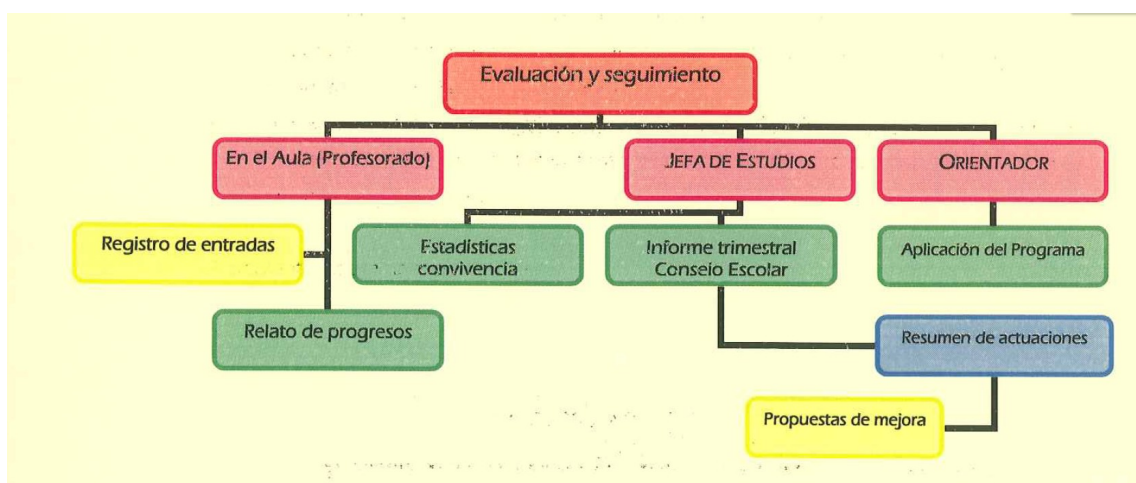 Evaluación y seguimiento
En el Aula (Profesorado)
JEFA DE ESTUDIOS
ORIENTADOR
Registro de entradas
Estadísticas
convivencia
Informe trimestral
Consejo Escolar
Aplicación del Programa
Relato de progresos
Resumen de actuaciones
Propuestas de mejora